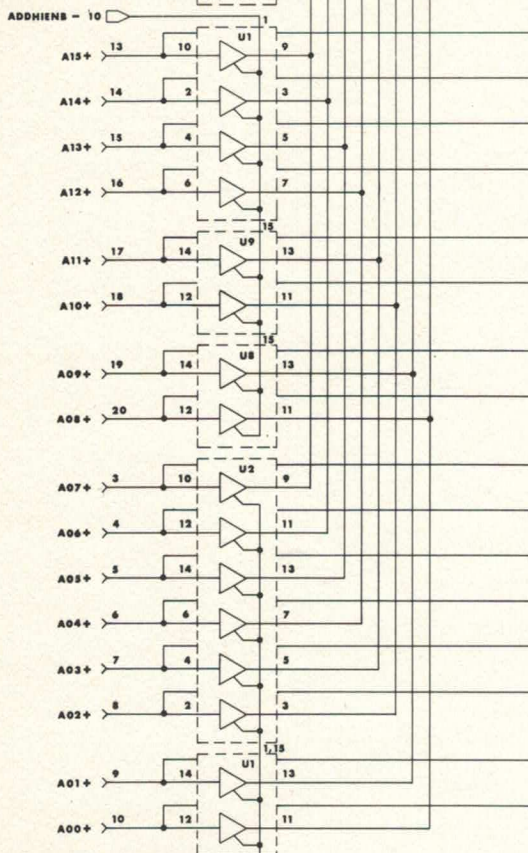 ADDHIENB - 10
1
U1
A15+ 13 10 9
A14+ 14 2 3
A13+ 15 4 5
A12+ 16 6 7
15
U9
A11+ 17 14 13
A10+ 18 12 11
15
U8
A09+ 19 14 13
A08+ 20 12 11
U2
A07+ 3 10 9
A06+ 4 12 11
A05+ 5 14 13
A04+ 6 6 7
A03+ 7 4 5
A02+ 8 2 3
1,15
U1
A01+ 9 14 13
A00+ 10 12 11